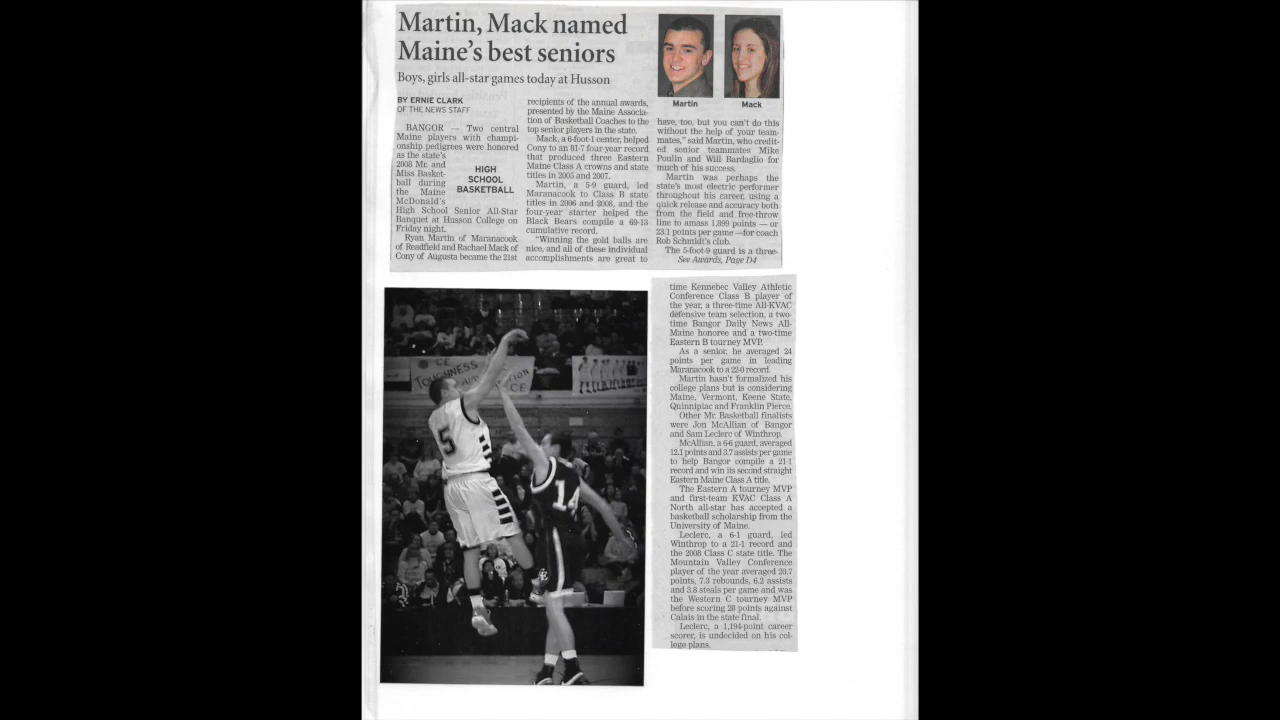 Martin, Mack named
Maine's best seniors
Boys, girls all-star games today at Husson
Martin
Mack
BY ERNIE CLARK
OF THE NEWS STAFF
BANGOR — Two central
Maine players with champi-
onship pedigrees were honored
as the state's
2008 Mr. and
Miss Basket-
ball during
the Maine
McDonald's
High School Senior All-Star
Banquet at Husson College on
Friday night.
Ryan Martin of Maranacook
of Readfield and Rachael Mack of
Cony of Augusta became the 21st
HIGH
SCHOOL
BASKETBALL
recipients of the annual awards,
presented by the Maine Associa-
tion of Basketball Coaches to the
top senior players in the state.
Mack, a 6-foot-1 center, helped
Cony to an 81-7 four-year record
that produced three Eastern
Maine Class A crowns and state
titles in 2005 and 2007.
Martin, a 5-9 guard, led
Maranacook to Class B state
titles in 2006 and 2008, and the
four-year starter helped the
Black Bears compile a 69-13
cumulative record.
"Winning the gold balls are
nice, and all of these individual
accomplishments are great to
have, too, but you can't do this
without the help of your team-
mates," said Martin, who credit-
ed senior teammates Mike
Poulin and Will Bardaglio for
much of his success.
Martin was perhaps the
state's most electric performer
throughout his career, using a
quick release and accuracy both
from the field and free-throw
line to amass 1,899 points — or
23.1 points per game —for coach
Rob Schmidt's club.
The 5-foot-9 guard is a three-
See Awards, Page D4
time Kennebec Valley Athletic
Conference Class B player of
the year, a three-time All-KVAC
defensive team selection, a two-
time Bangor Daily News All-
Maine honoree and a two-time
Eastern B tourney MVP.
As a senior, he averaged 24
points per game in leading
Maranacook to a 22-0 record.
Martin hasn't formalized his
college plans but is considering
Maine, Vermont, Keene State,
Quinnipiac and Franklin Pierce.
Other Mr. Basketball finalists
were Jon McAllian of Bangor
and Sam Leclerc of Winthrop.
McAllian, a 6-6 guard, averaged
12.1 points and 3.7 assists per game
to help Bangor compile a 21-1
record and win its second straight
Eastern Maine Class A title.
The Eastern A tourney MVP
and first-team KVAC Class A
North all-star has accepted a
basketball scholarship from the
University of Maine.
Leclerc, a 6-1 guard, led
Winthrop to a 21-1 record and
the 2008 Class C state title. The
Mountain Valley Conference
player of the year averaged 20.7
points, 7.3 rebounds, 6.2 assists
and 3.8 steals per game and was
the Western C tourney MVP
before scoring 28 points against
Calais in the state final.
Leclerc, a 1,194-point career
scorer, is undecided on his col-
lege plans.
TOUGHNESS
CE
5
14